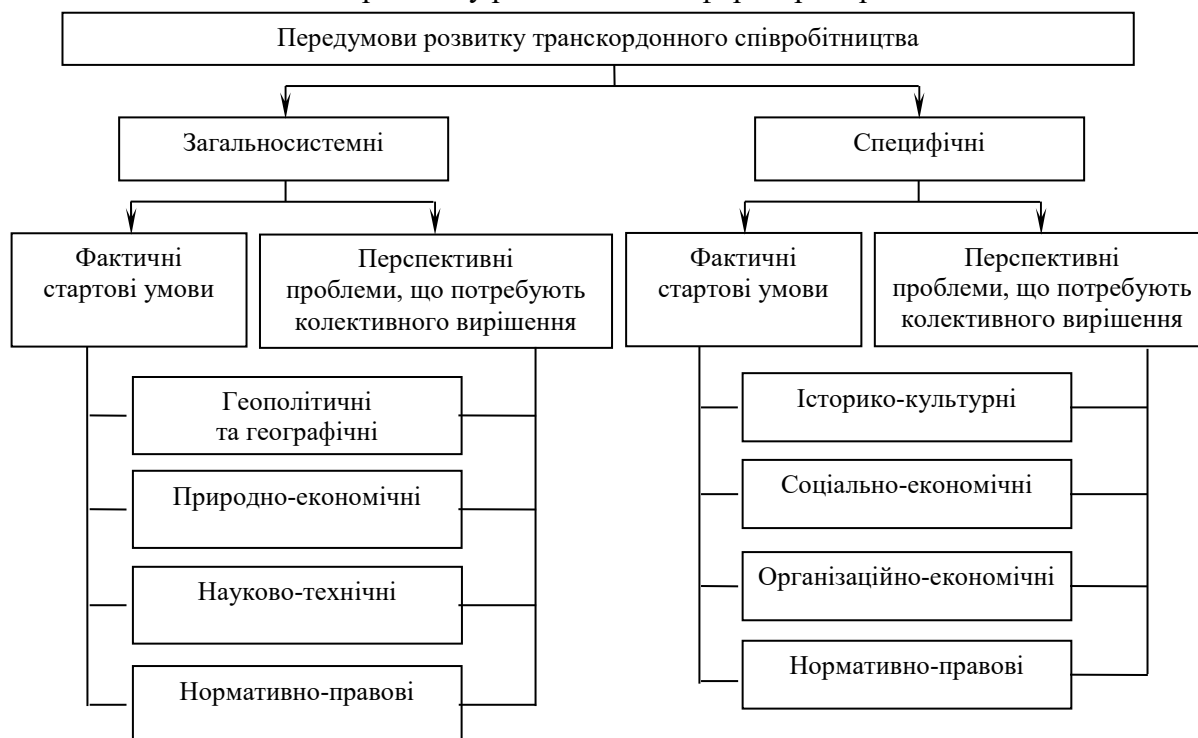 Передумови розвитку транскордонного співробітництва
Загальносистемні
Специфічні
Фактичні
стартові умови
Перспективні
проблеми, що потребують
колективного вирішення
Фактичні
стартові умови
Перспективні
проблеми, що потребують
колективного вирішення
Геополітичні
та географічні
Природно-економічні
Науково-технічні
Нормативно-правові
Історико-культурні
Соціально-економічні
Організаційно-економічні
Нормативно-правові